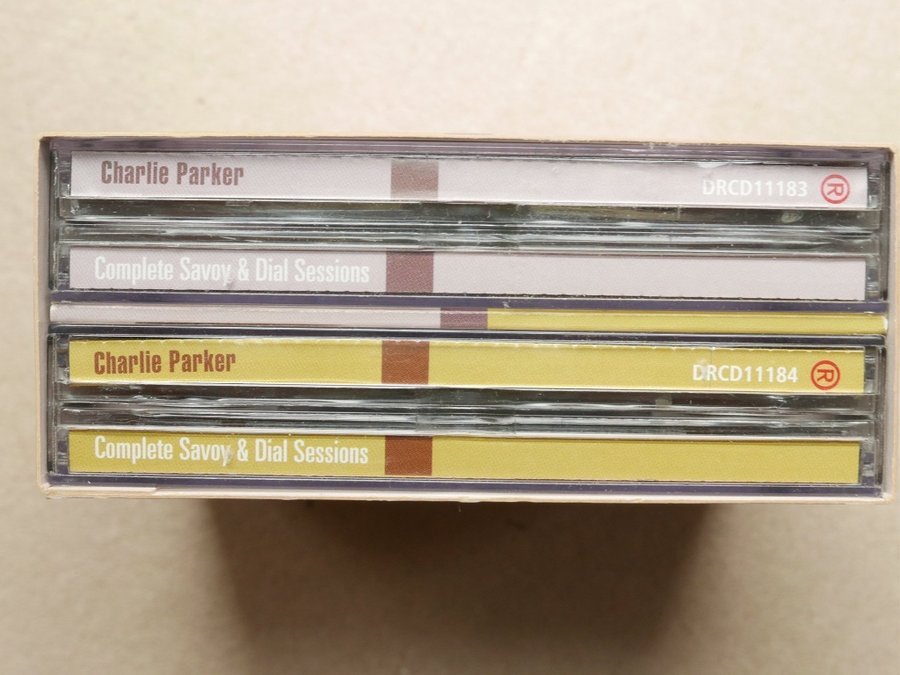 Charlie Parker DRCD11183 R
Complete Savoy & Dial Sessions
Charlie Parker DRCD11184 R
Complete Savoy & Dial Sessions